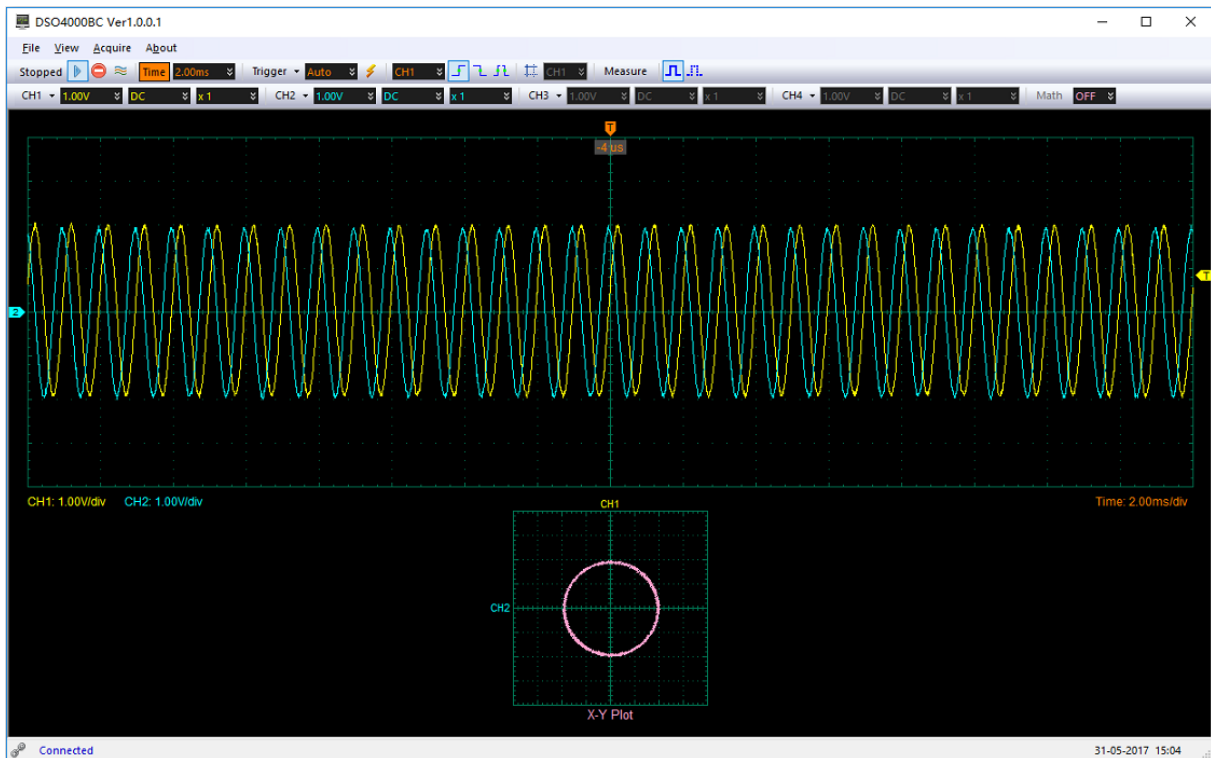 DSO4000BC Ver1.0.0.1
File View Acquire About
Stopped Time 2.00ms Trigger Auto CH1 CH1 Measure
CH1 1.00V DC x 1 CH2 1.00V DC x 1 CH3 1.00V DC x 1 CH4 1.00V DC x 1 Math OFF
T
-4 us
T
2
CH1: 1.00V/div CH2: 1.00V/div Time: 2.00ms/div
CH1
CH2
X-Y Plot
Connected 31-05-2017 15:04